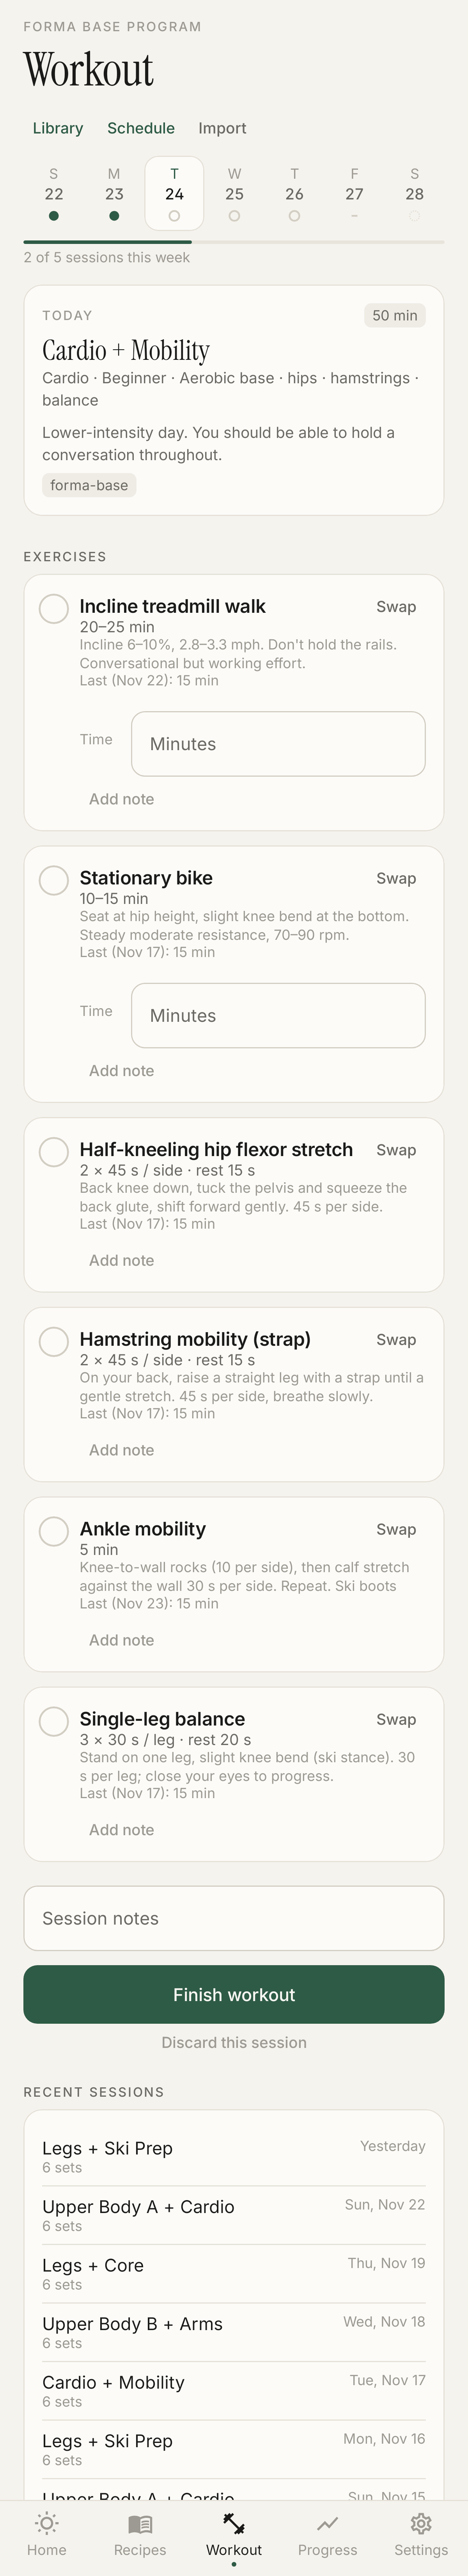 FORMA BASE PROGRAM
Workout
Library Schedule Import
S M T W T F S
22 23 24 25 26 27 28
–
2 of 5 sessions this week
TODAY 50 min
Cardio + Mobility
Cardio · Beginner · Aerobic base · hips · hamstrings ·
balance
Lower-intensity day. You should be able to hold a
conversation throughout.
forma-base
EXERCISES
Incline treadmill walk Swap
20–25 min
Incline 6–10%, 2.8–3.3 mph. Don't hold the rails.
Conversational but working effort.
Last (Nov 22): 15 min
Time Minutes
Add note
Stationary bike Swap
10–15 min
Seat at hip height, slight knee bend at the bottom.
Steady moderate resistance, 70–90 rpm.
Last (Nov 17): 15 min
Time Minutes
Add note
Half-kneeling hip flexor stretch Swap
2 × 45 s / side · rest 15 s
Back knee down, tuck the pelvis and squeeze the
back glute, shift forward gently. 45 s per side.
Last (Nov 17): 15 min
Add note
Hamstring mobility (strap) Swap
2 × 45 s / side · rest 15 s
On your back, raise a straight leg with a strap until a
gentle stretch. 45 s per side, breathe slowly.
Last (Nov 17): 15 min
Add note
Ankle mobility Swap
5 min
Knee-to-wall rocks (10 per side), then calf stretch
against the wall 30 s per side. Repeat. Ski boots
Last (Nov 23): 15 min
Add note
Single-leg balance Swap
3 × 30 s / leg · rest 20 s
Stand on one leg, slight knee bend (ski stance). 30
s per leg; close your eyes to progress.
Last (Nov 17): 15 min
Add note
Session notes
Finish workout
Discard this session
RECENT SESSIONS
Legs + Ski Prep Yesterday
6 sets
Upper Body A + Cardio Sun, Nov 22
6 sets
Legs + Core Thu, Nov 19
6 sets
Upper Body B + Arms Wed, Nov 18
6 sets
Cardio + Mobility Tue, Nov 17
6 sets
Legs + Ski Prep Mon, Nov 16
6 sets
Upper Body A + Cardio Sun, Nov 15
Home Recipes Workout Progress Settings